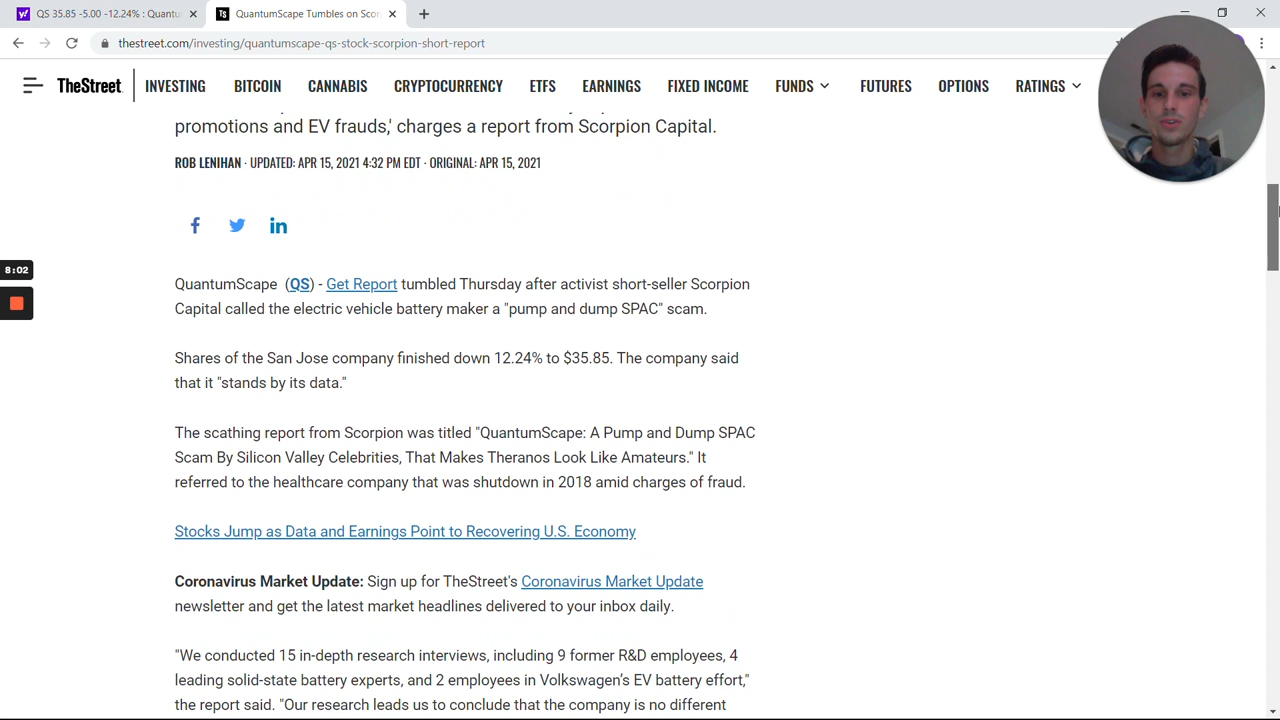 QS 35.85 -5.00 -12.24% : Quantu
QuantumScape Tumbles on Scor
thestreet.com/investing/quantumscape-qs-stock-scorpion-short-report
TheStreet
INVESTING BITCOIN CANNABIS CRYPTOCURRENCY ETFS EARNINGS FIXED INCOME FUNDS FUTURES OPTIONS RATINGS
promotions and EV frauds,' charges a report from Scorpion Capital.
ROB LENIHAN · UPDATED: APR 15, 2021 4:32 PM EDT · ORIGINAL: APR 15, 2021
8:02
QuantumScape (QS) - Get Report tumbled Thursday after activist short-seller Scorpion
Capital called the electric vehicle battery maker a "pump and dump SPAC" scam.
Shares of the San Jose company finished down 12.24% to $35.85. The company said
that it "stands by its data."
The scathing report from Scorpion was titled "QuantumScape: A Pump and Dump SPAC
Scam By Silicon Valley Celebrities, That Makes Theranos Look Like Amateurs." It
referred to the healthcare company that was shutdown in 2018 amid charges of fraud.
Stocks Jump as Data and Earnings Point to Recovering U.S. Economy
Coronavirus Market Update: Sign up for TheStreet's Coronavirus Market Update
newsletter and get the latest market headlines delivered to your inbox daily.
"We conducted 15 in-depth research interviews, including 9 former R&D employees, 4
leading solid-state battery experts, and 2 employees in Volkswagen's EV battery effort,"
the report said. "Our research leads us to conclude that the company is no different